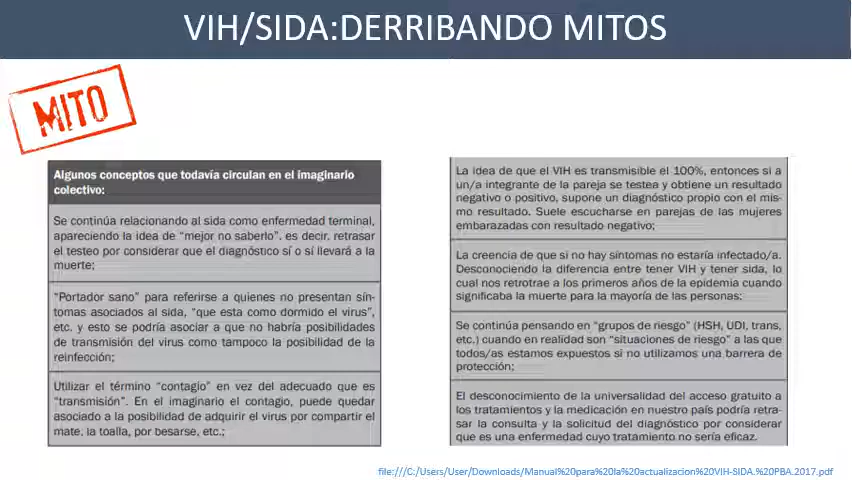 VIH/SIDA:DERRIBANDO MITOS
MITO
Algunos conceptos que todavía circulan en el imaginario
colectivo:
Se continúa relacionando al sida como enfermedad terminal,
apareciendo la idea de “mejor no saberlo”. es decir, retrasar
el testeo por considerar que el diagnóstico sí o sí llevará a la
muerte;
“Portador sano” para referirse a quienes no presentan sín-
tomas asociados al sida, “que esta como dormido el virus”,
etc. y esto se podría asociar a que no habría posibilidades
de transmisión del virus como tampoco la posibilidad de la
reinfección;
Utilizar el término “contagio” en vez del adecuado que es
“transmisión”. En el imaginario el contagio, puede quedar
asociado a la posibilidad de adquirir el virus por compartir el
mate, la toalla, por besarse, etc.;
La idea de que el VIH es transmisible el 100%, entonces si a
un/a integrante de la pareja se testea y obtiene un resultado
negativo o positivo, supone un diagnóstico propio con el mis-
mo resultado. Suele escucharse en parejas de las mujeres
embarazadas con resultado negativo;
La creencia de que si no hay síntomas no estaría infectado/a.
Desconociendo la diferencia entre tener VIH y tener sida, lo
cual nos retrotrae a los primeros años de la epidemia cuando
significaba la muerte para la mayoría de las personas;
Se continúa pensando en “grupos de riesgo” (HSH, UDI, trans,
etc.) cuando en realidad son “situaciones de riesgo” a las que
todos/as estamos expuestos si no utilizamos una barrera de
protección;
El desconocimiento de la universalidad del acceso gratuito a
los tratamientos y la medicación en nuestro país podría retra-
sar la consulta y la solicitud del diagnóstico por considerar
que es una enfermedad cuyo tratamiento no sería eficaz.
file:///C:/Users/User/Downloads/Manual%20para%20la%20actualizacion%20VIH-SIDA.%20PBA.2017.pdf